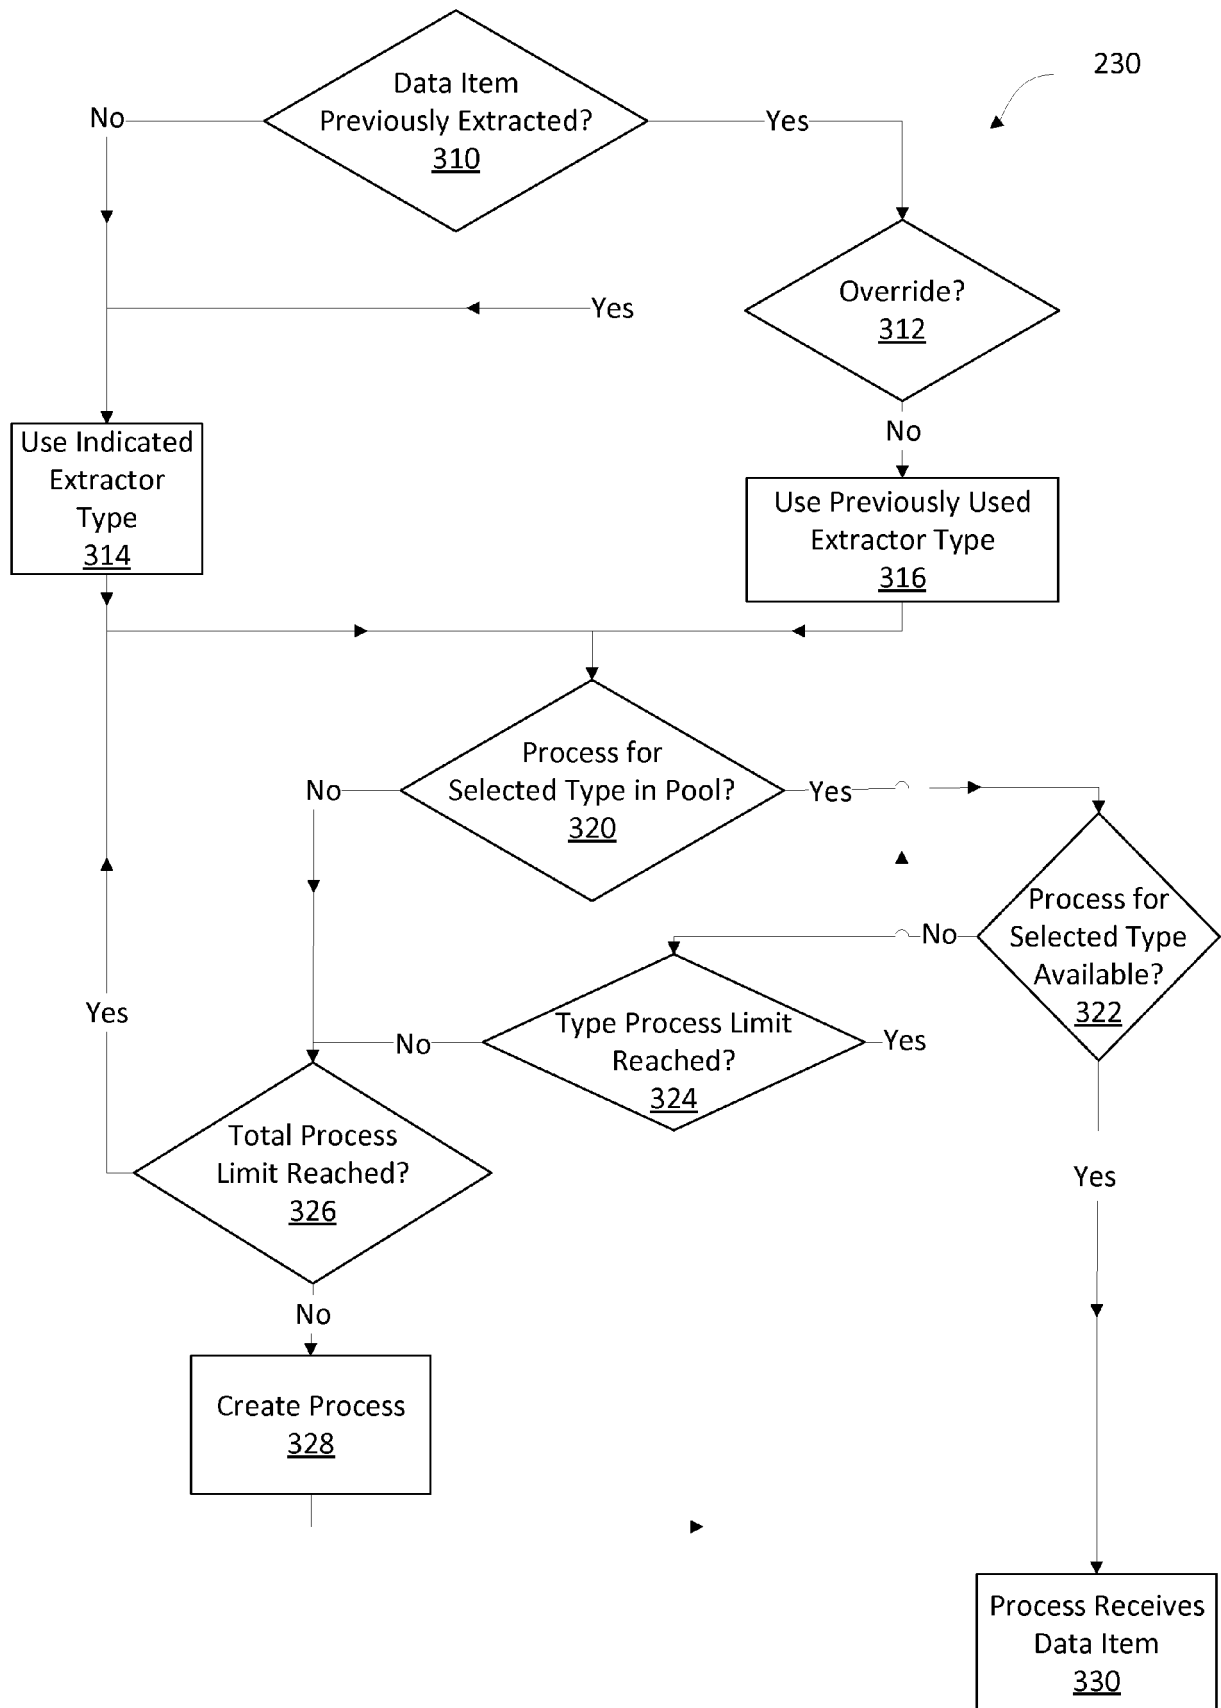 230
Data Item
Previously Extracted?
310
No
Yes
Override?
312
Yes
No
Use Indicated
Extractor
Type
314
Use Previously Used
Extractor Type
316
Process for
Selected Type in Pool?
320
No
Yes
Process for
Selected Type
Available?
322
No
Yes
Type Process Limit
Reached?
324
No
Yes
Total Process
Limit Reached?
326
Yes
No
Create Process
328
Process Receives
Data Item
330